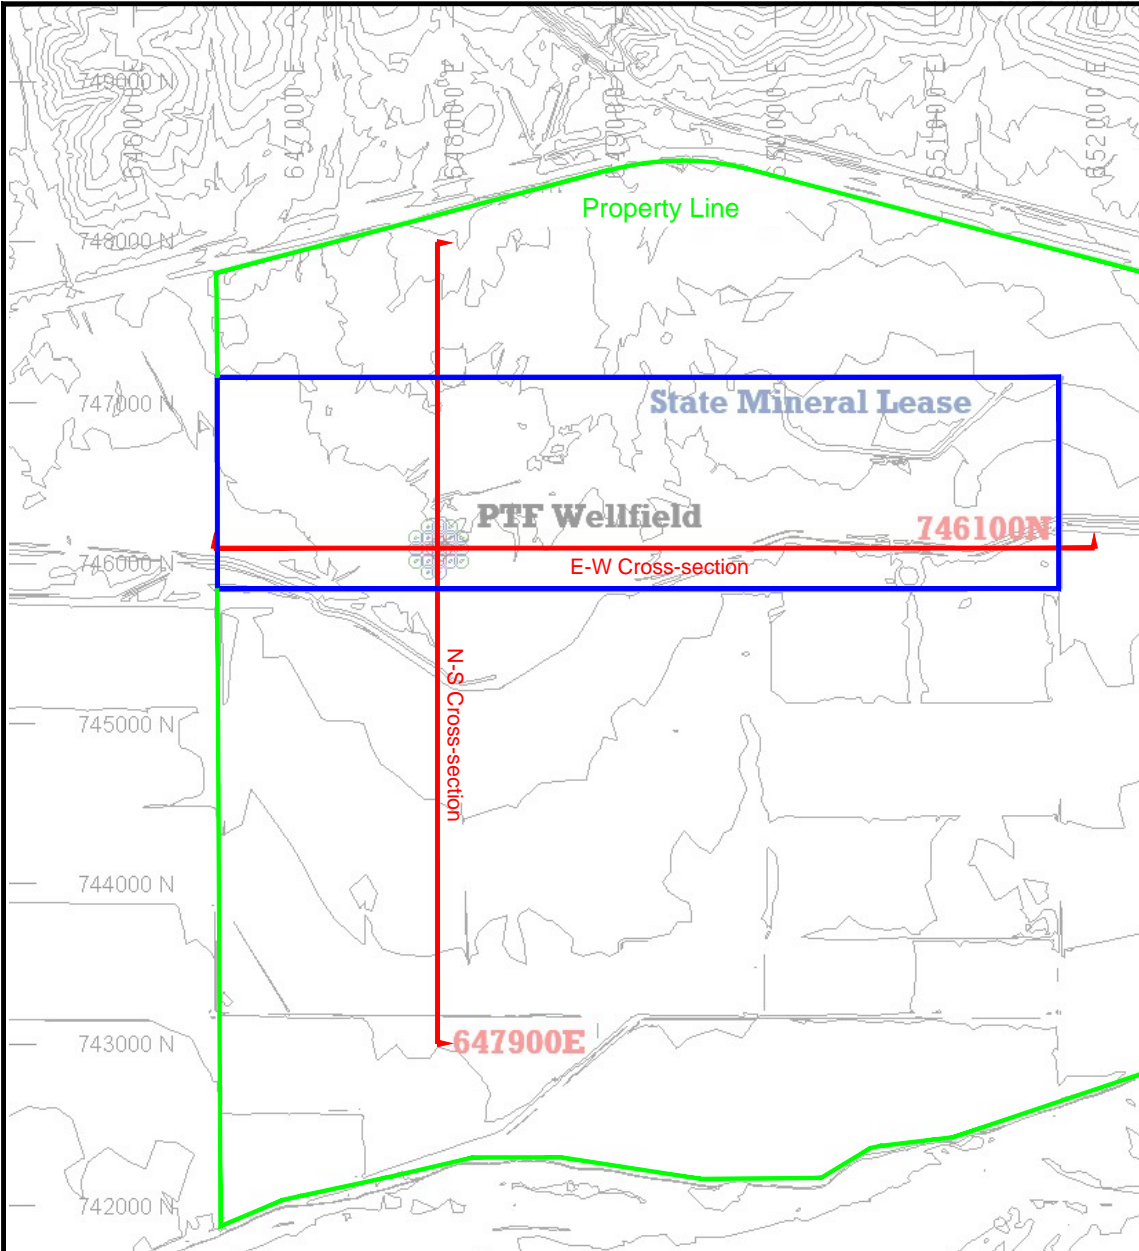 749000 N
646000 E
647000 E
648000 E
649000 E
650000 E
651000 E
652000 E
Property Line
748000 N
747000 N
State Mineral Lease
PTF Wellfield
746100N
746000 N
E-W Cross-section
N-S Cross-section
745000 N
744000 N
743000 N
647900E
742000 N